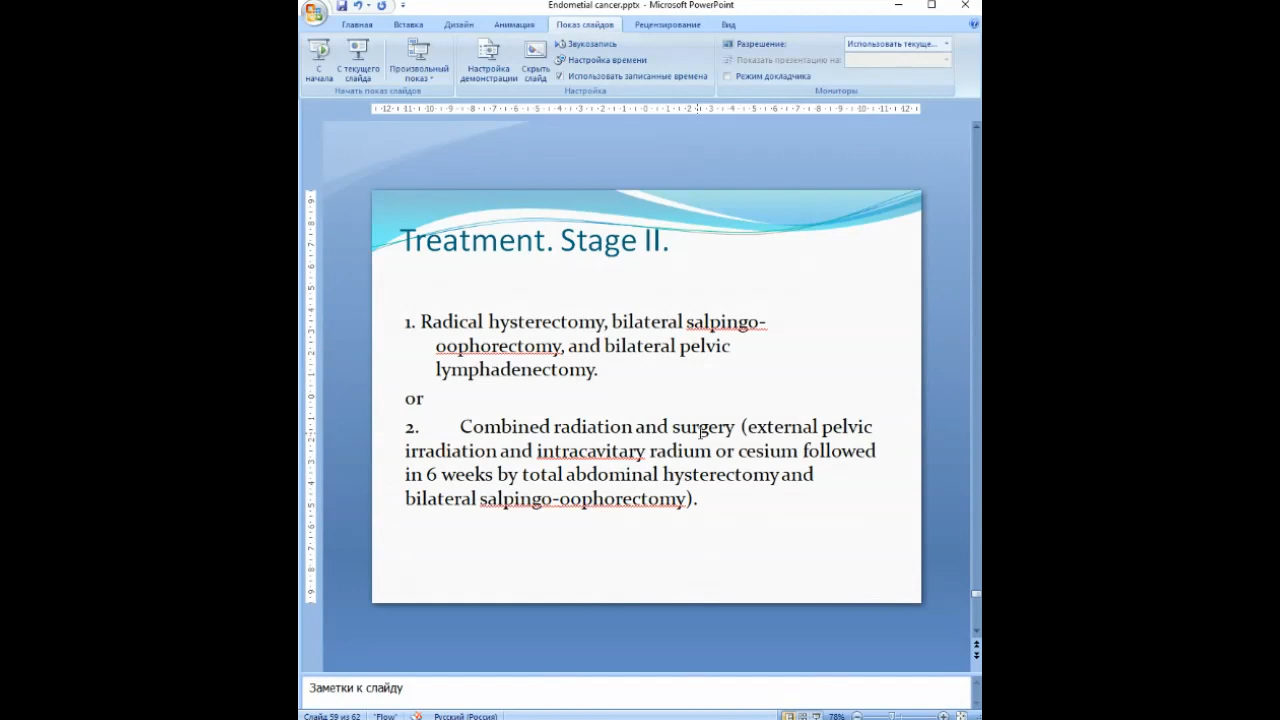 Endometial cancer.pptx - Microsoft PowerPoint
Главная Вставка Дизайн Анимация Показ слайдов Рецензирование Вид
С начала
С текущего слайда
Произвольный показ
Начать показ слайдов
Настройка демонстрации
Скрыть слайд
Звукозапись
Настройка времени
Использовать записанные времена
Настройка
Разрешение: Использовать текуще...
Показать презентацию на:
Режим докладчика
Мониторы
Treatment. Stage II.
1. Radical hysterectomy, bilateral salpingo-
oophorectomy, and bilateral pelvic
lymphadenectomy.
or
2. Combined radiation and surgery (external pelvic
irradiation and intracavitary radium or cesium followed
in 6 weeks by total abdominal hysterectomy and
bilateral salpingo-oophorectomy).
Заметки к слайду
Слайд 59 из 62 "Flow" Русский (Россия) 78%